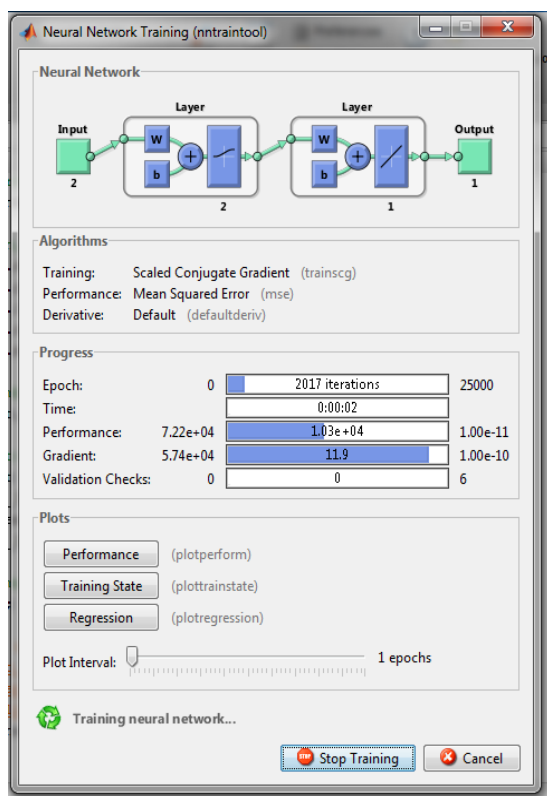 Neural Network Training (nntraintool)
Neural Network
Layer Layer
Input Output
W W
b b
2 1
2 1
Algorithms
Training: Scaled Conjugate Gradient (trainscg)
Performance: Mean Squared Error (mse)
Derivative: Default (defaultderiv)
Progress
Epoch: 0 2017 iterations 25000
Time: 0:00:02
Performance: 7.22e+04 1.03e+04 1.00e-11
Gradient: 5.74e+04 11.9 1.00e-10
Validation Checks: 0 0 6
Plots
Performance (plotperform)
Training State (plottrainstate)
Regression (plotregression)
Plot Interval: 1 epochs
Training neural network...
Stop Training Cancel